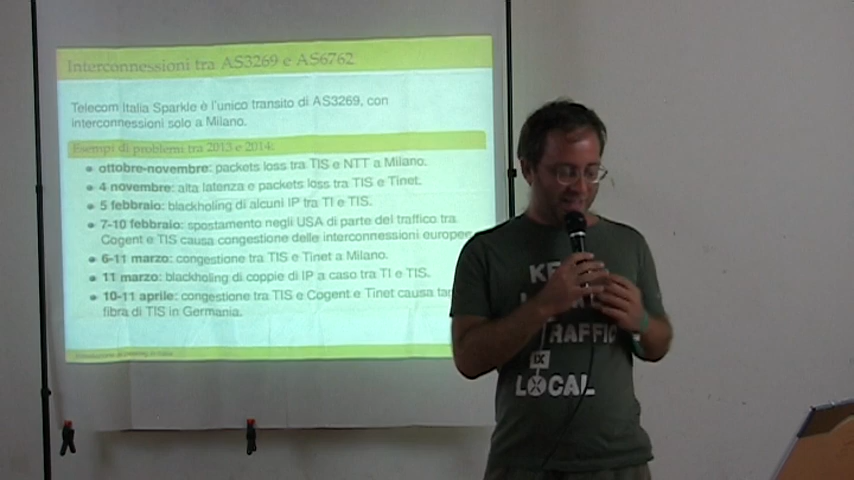 Interconnessioni tra AS3269 e AS6762
Telecom Italia Sparkle è l'unico transito di AS3269, con
interconnessioni solo a Milano.
Esempi di problemi tra 2013 e 2014:
ottobre-novembre: packets loss tra TIS e NTT a Milano.
4 novembre: alta latenza e packets loss tra TIS e Tinet.
5 febbraio: blackholing di alcuni IP tra TI e TIS.
7-10 febbraio: spostamento negli USA di parte del traffico tra
Cogent e TIS causa congestione delle interconnessioni europee
6-11 marzo: congestione tra TIS e Tinet a Milano.
11 marzo: blackholing di coppie di IP a caso tra TI e TIS.
10-11 aprile: congestione tra TIS e Cogent e Tinet causa
fibra di TIS in Germania.
TRAFFIC
IX
LOCAL